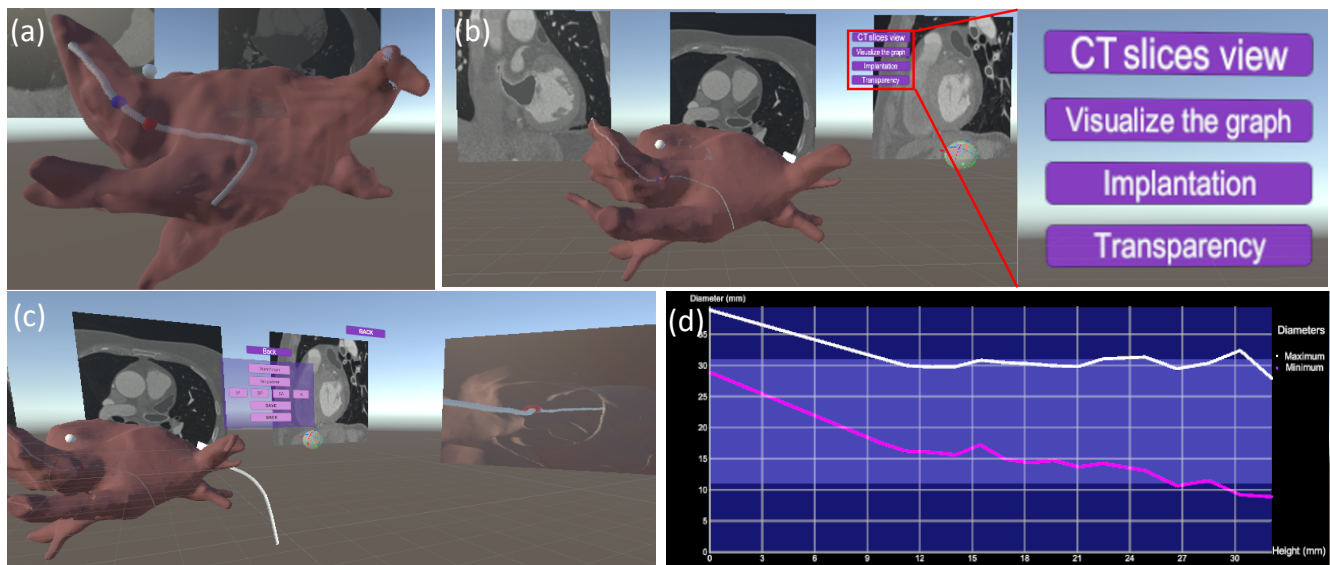 (a)
(b)
CT slices view
Visualize the graph
Implantation
Transparency
CT slices view
Visualize the graph
Implantation
Transparency
(c)
BACK
Back
(d)
Diameter (mm)
35
30
25
20
15
10
5
0
0 3 6 9 12 15 18 21 24 27 30
Height (mm)
Diameters
Maximum
Minimum